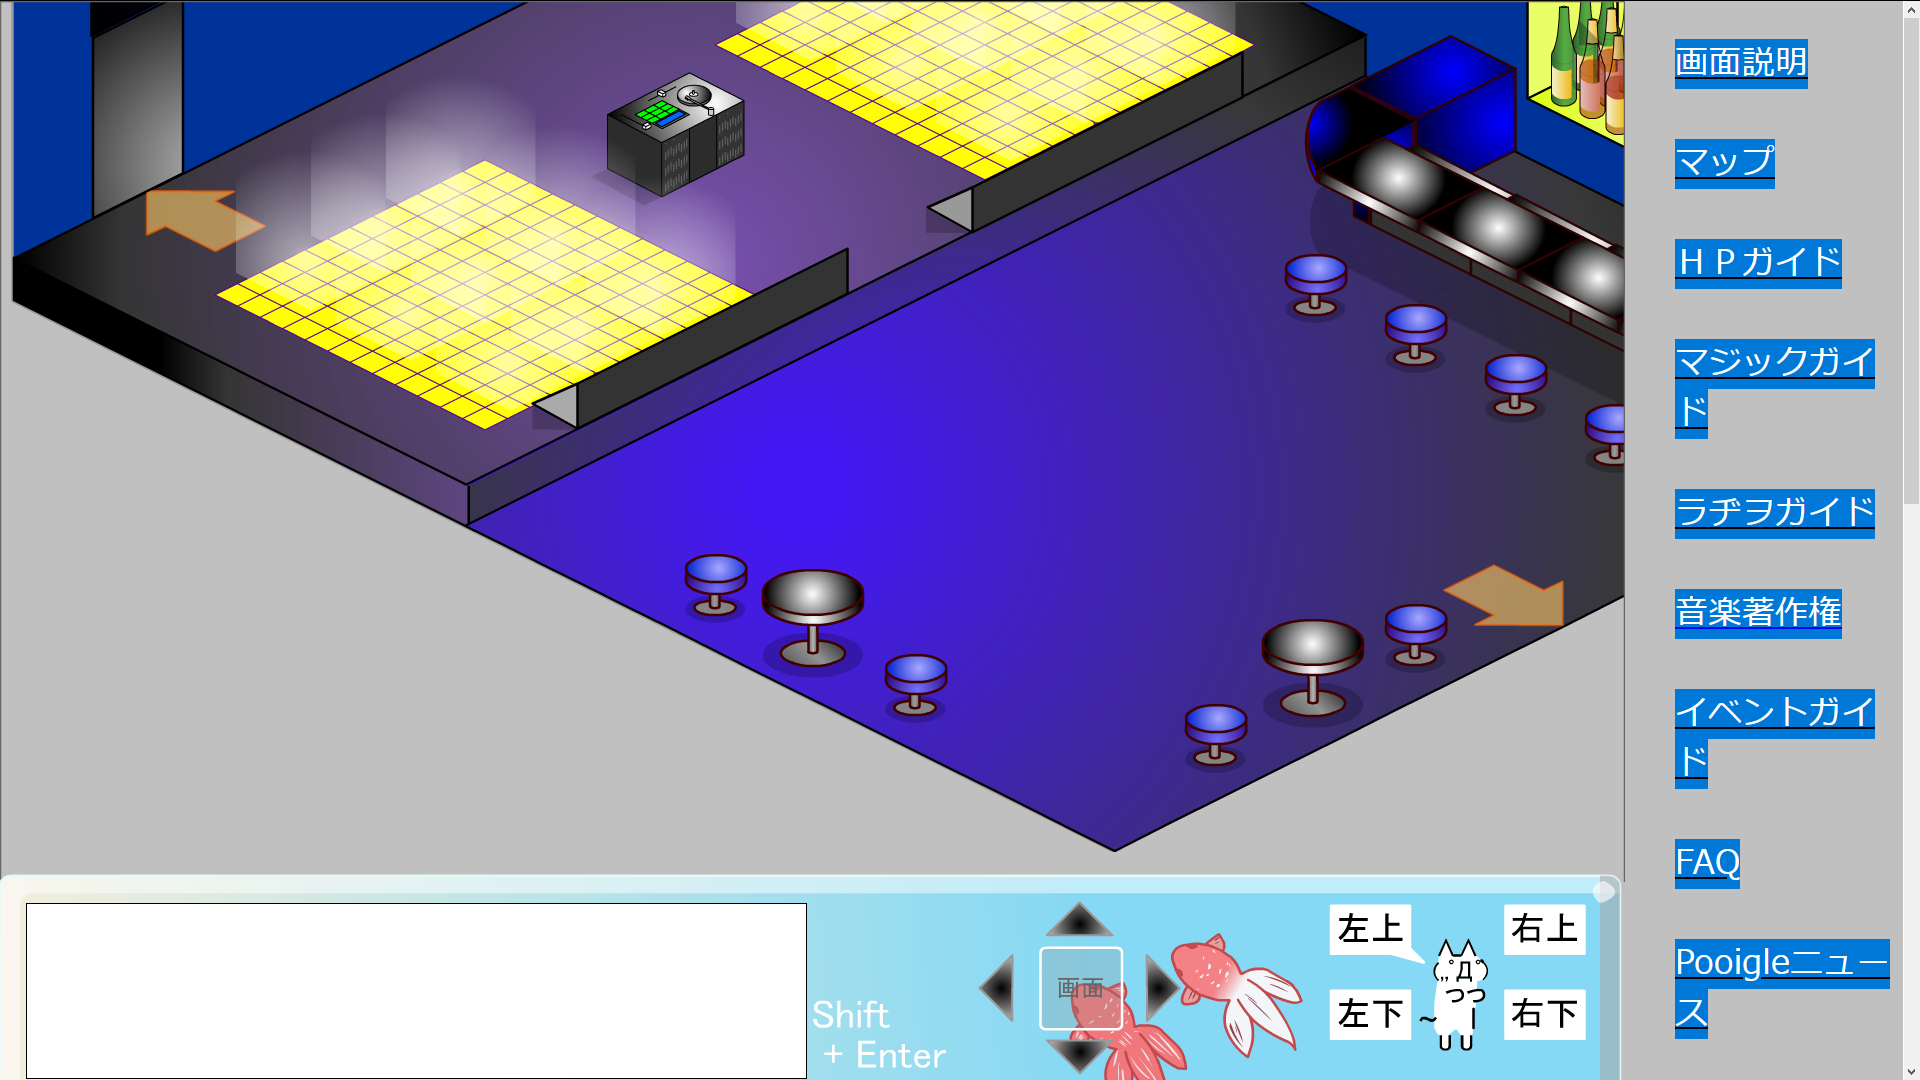 画面説明
マップ
ＨＰガイド
マジックガイ
ド
ラヂヲガイド
音楽著作権
イベントガイ
ド
FAQ
Pooigleニュー
ス
Shift
+ Enter
画面
左上
右上
左下
右下